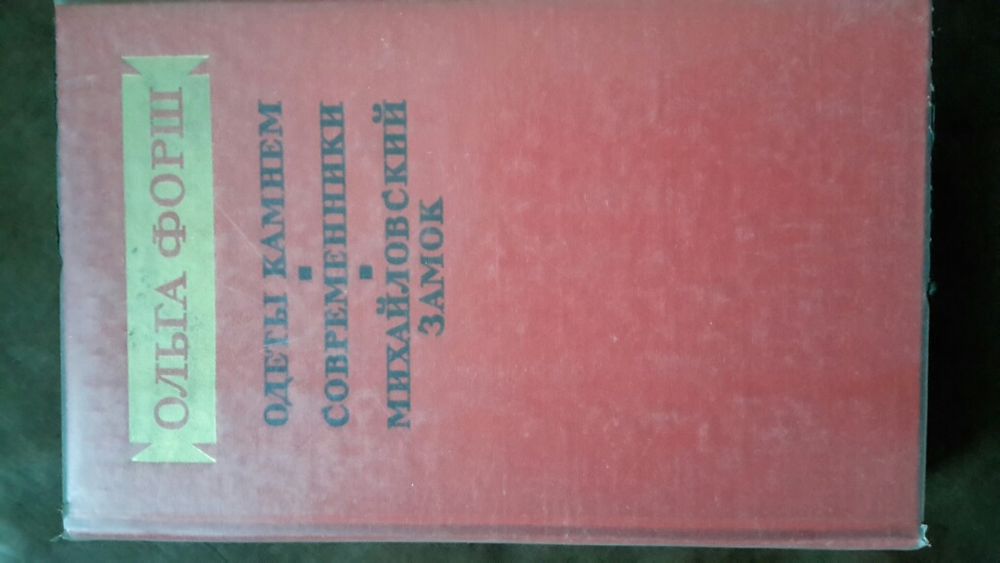 ОЛЬГА ФОРШ
ОДЕТЫ КАМНЕМ
СОВРЕМЕННИКИ
МИХАЙЛОВСКИЙ
ЗАМОК